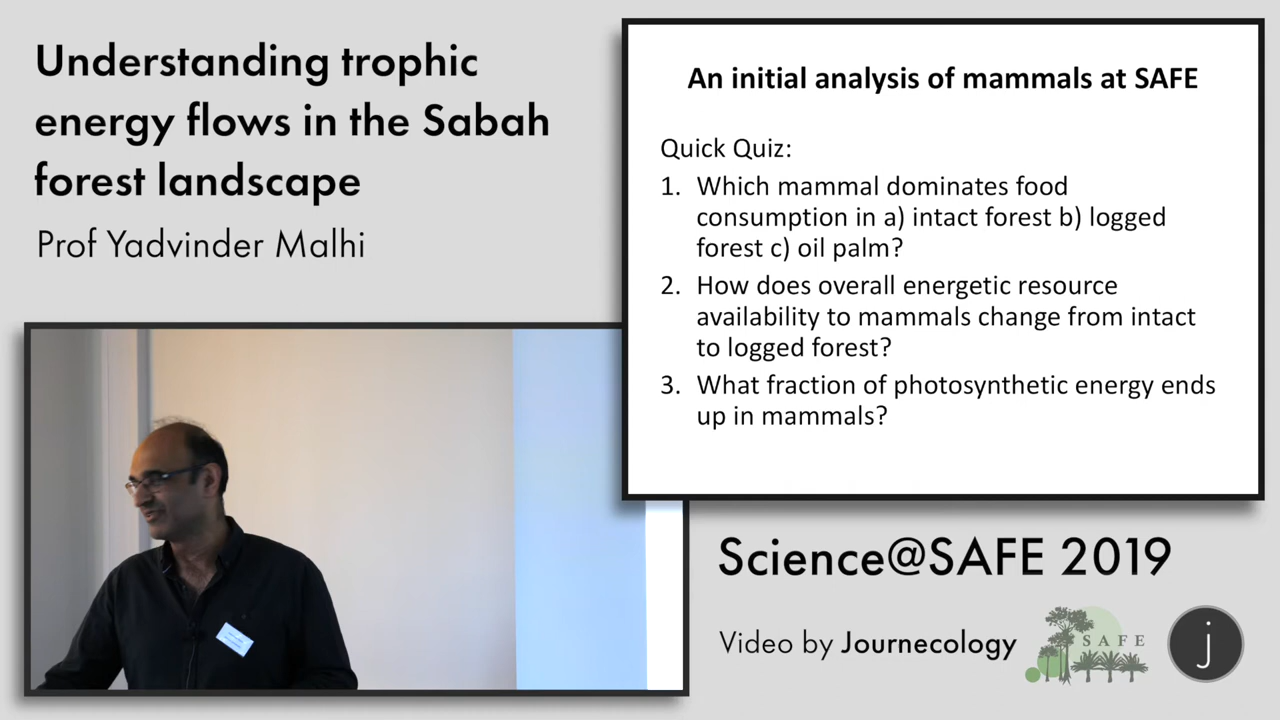 Understanding trophic
energy flows in the Sabah
forest landscape
Prof Yadvinder Malhi
An initial analysis of mammals at SAFE
Quick Quiz:
1. Which mammal dominates food
consumption in a) intact forest b) logged
forest c) oil palm?
2. How does overall energetic resource
availability to mammals change from intact
to logged forest?
3. What fraction of photosynthetic energy ends
up in mammals?
Science@SAFE 2019
Video by Journecology
SAFE
j